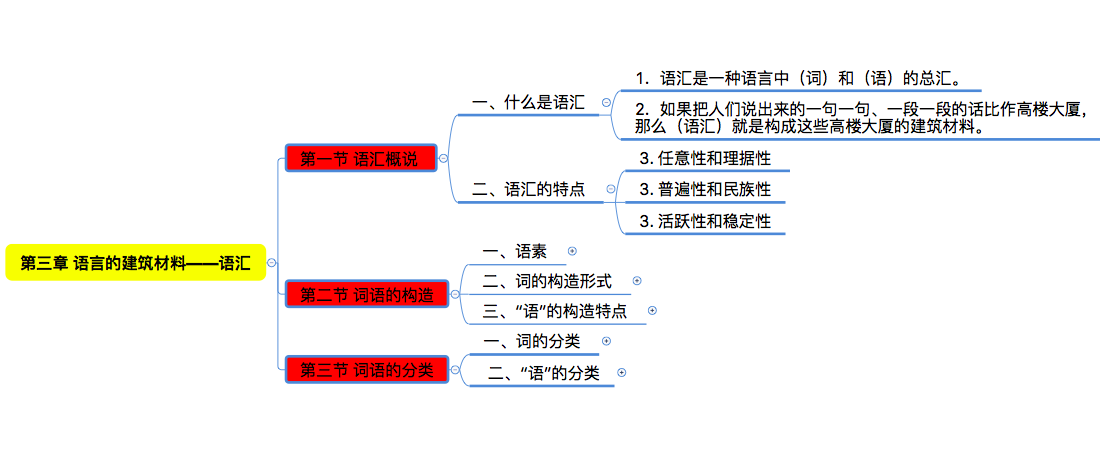 第三章 语言的建筑材料——语汇
第一节 语汇概说
一、什么是语汇
1. 语汇是一种语言中（词）和（语）的总汇。
2. 如果把人们说出来的一句一句、一段一段的话比作高楼大厦，
那么（语汇）就是构成这些高楼大厦的建筑材料。
二、语汇的特点
3. 任意性和理据性
3. 普遍性和民族性
3. 活跃性和稳定性
第二节 词语的构造
一、语素
二、词的构造形式
三、“语”的构造特点
第三节 词语的分类
一、词的分类
二、“语”的分类